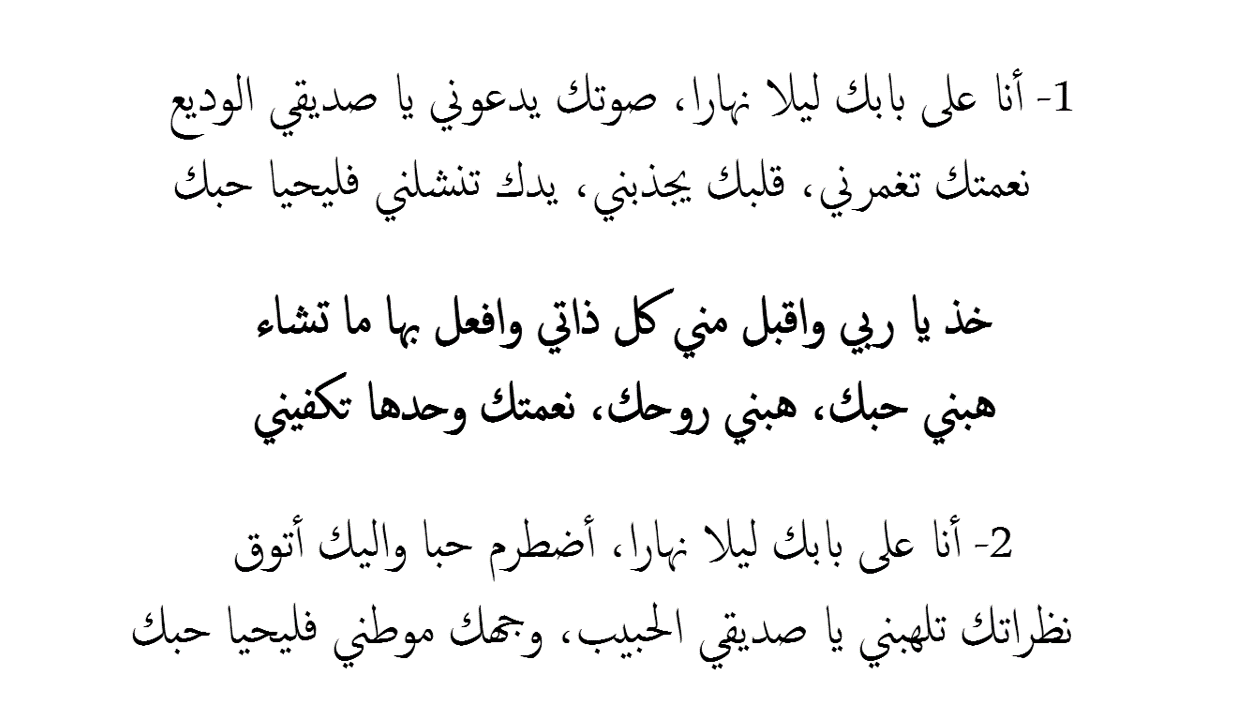 1- أنا على بابك ليلا نهارا، صوتك يدعوني يا صديقي الوديع
نعمتك تغمرني، قلبك يجذبني، يدك تنشلني فليحيا حبك
خذ يا ربي واقبل مني كل ذاتي وافعل بها ما تشاء
هبني حبك، هبني روحك، نعمتك وحدها تكفيني
2- أنا على بابك ليلا نهارا، أضطرم حبا واليك أتوق
نظراتك تلهبني يا صديقي الحبيب، وجهك موطني فليحيا حبك